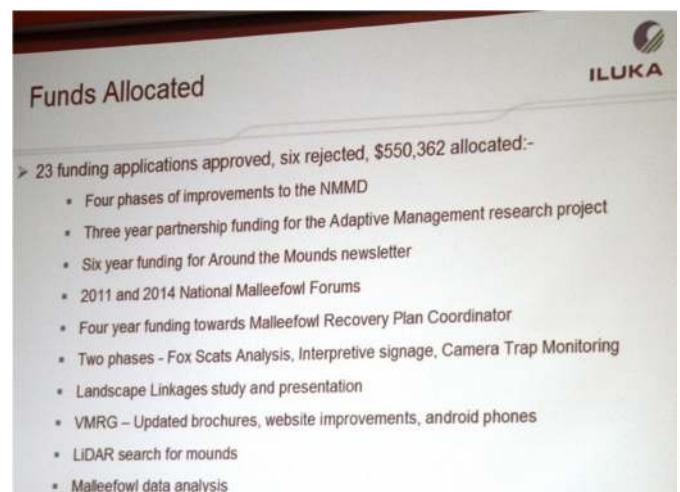 ILUKA
Funds Allocated
➢ 23 funding applications approved, six rejected, $550,362 allocated:-
▪ Four phases of improvements to the NMMD
▪ Three year partnership funding for the Adaptive Management research project
▪ Six year funding for Around the Mounds newsletter
▪ 2011 and 2014 National Malleefowl Forums
▪ Four year funding towards Malleefowl Recovery Plan Coordinator
▪ Two phases - Fox Scats Analysis, Interpretive signage, Camera Trap Monitoring
▪ Landscape Linkages study and presentation
▪ VMRG – Updated brochures, website improvements, android phones
▪ LiDAR search for mounds
▪ Malleefowl data analysis